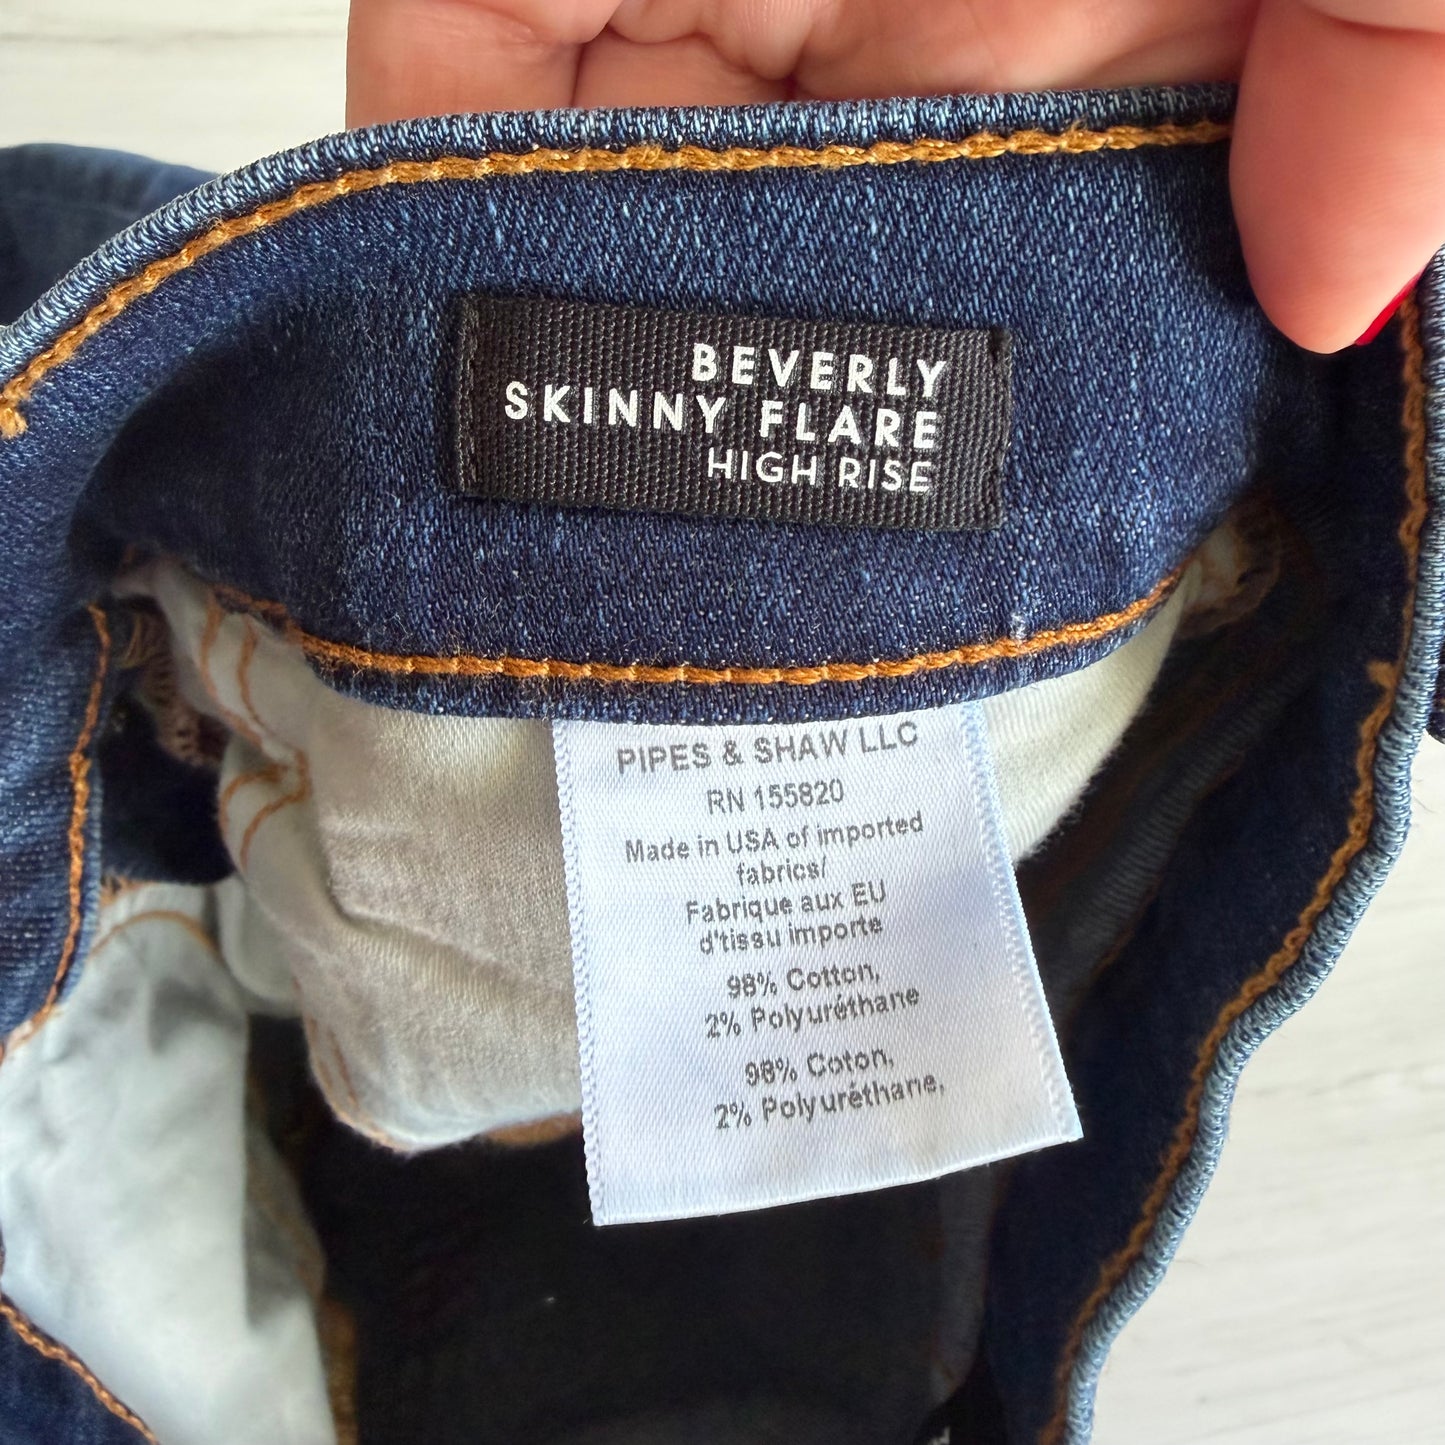 BEVERLY
SKINNY FLARE
HIGH RISE
PIPES & SHAW LLC
RN 155820
Made in USA of imported
fabrics/
Fabrique aux EU
d'tissu importe
98% Cotton,
2% Polyuréthane
98% Coton,
2% Polyuréthane,